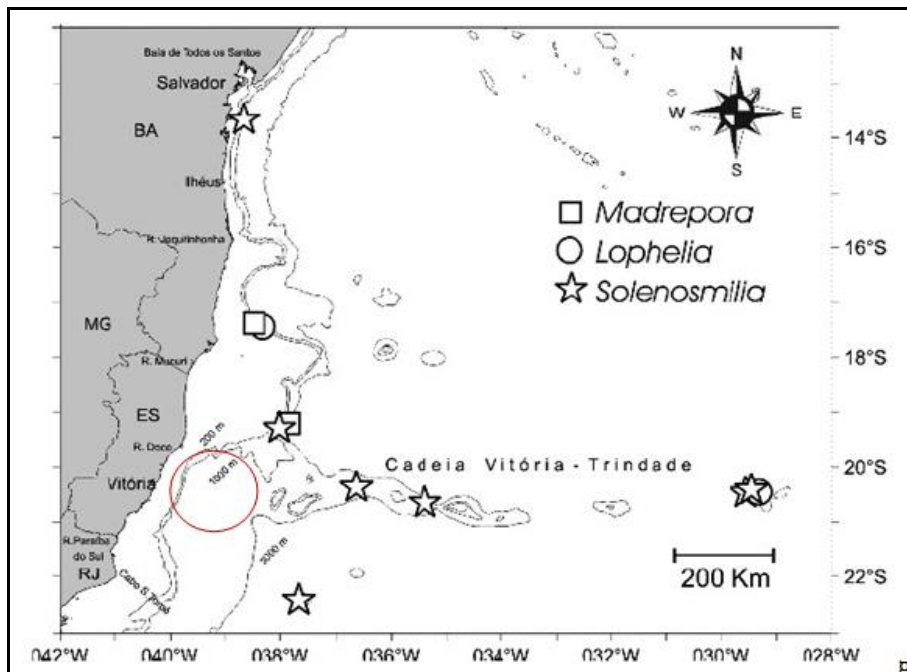 Baía de Todos os Santos
Salvador
BA
Ilhéus
R. Jequitinhonha
MG
R. Mucuri
ES
R. Doce
Vitória
R. Paraíba
do Sul
RJ
Cabo S. Tomé
200 m
1000 m
2000 m
N
W
E
S
Madrepora
Lophelia
Solenosmilia
Cadeia Vitória - Trindade
200 Km
14°S
16°S
18°S
20°S
22°S
042°W
040°W
038°W
036°W
034°W
032°W
030°W
028°W